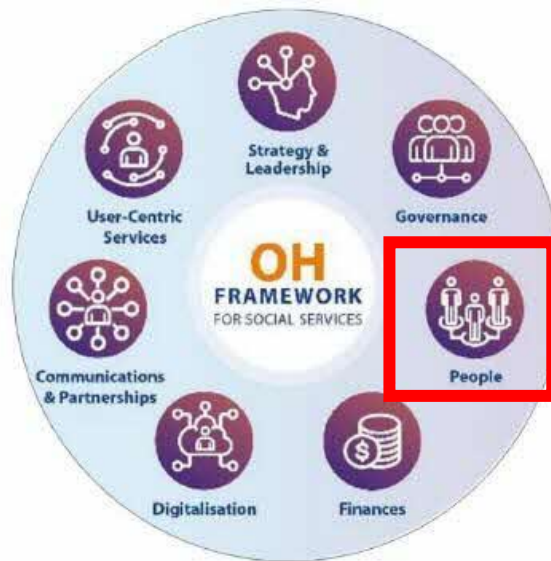 Strategy &
Leadership
User-Centric
Services
Governance
OH
FRAMEWORK
FOR SOCIAL SERVICES
Communications
& Partnerships
People
$
Digitalisation
Finances